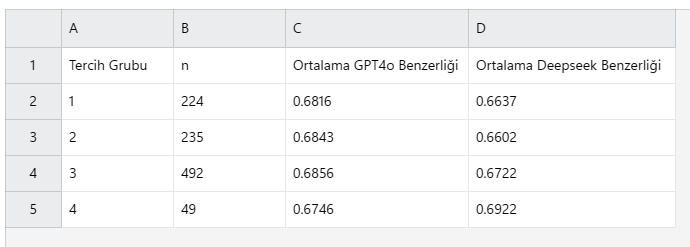 A B C D
1 Tercih Grubu n Ortalama GPT4o Benzerliği Ortalama Deepseek Benzerliği
2 1 224 0.6816 0.6637
3 2 235 0.6843 0.6602
4 3 492 0.6856 0.6722
5 4 49 0.6746 0.6922